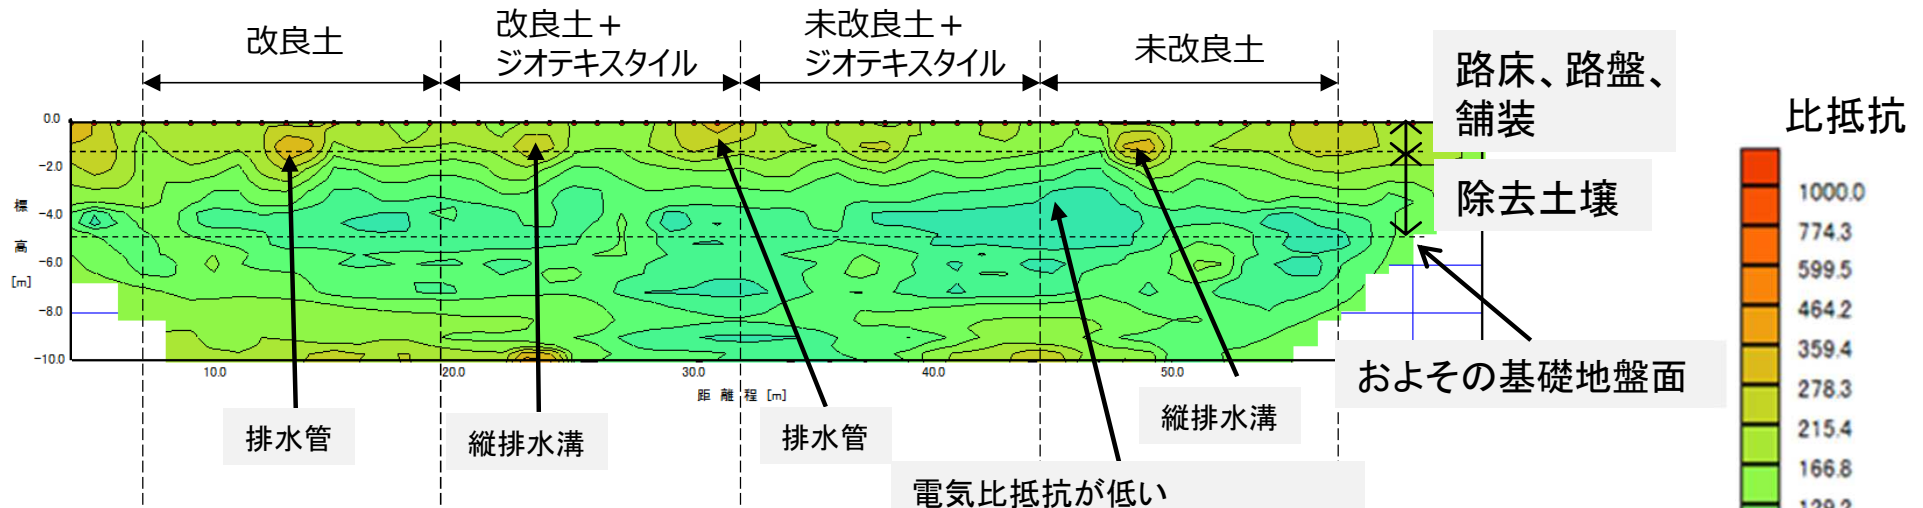 改良土
改良土＋
ジオテキスタイル
未改良土＋
ジオテキスタイル
未改良土
路床、路盤、
舗装
比抵抗
除去土壌
0.0
-2.0
-4.0
-6.0
-8.0
-10.0
標
高
[m]
10.0
20.0
30.0
40.0
50.0
距 離 程 [m]
およその基礎地盤面
排水管
縦排水溝
排水管
縦排水溝
電気比抵抗が低い
1000.0
774.3
599.5
464.2
359.4
278.3
215.4
166.8